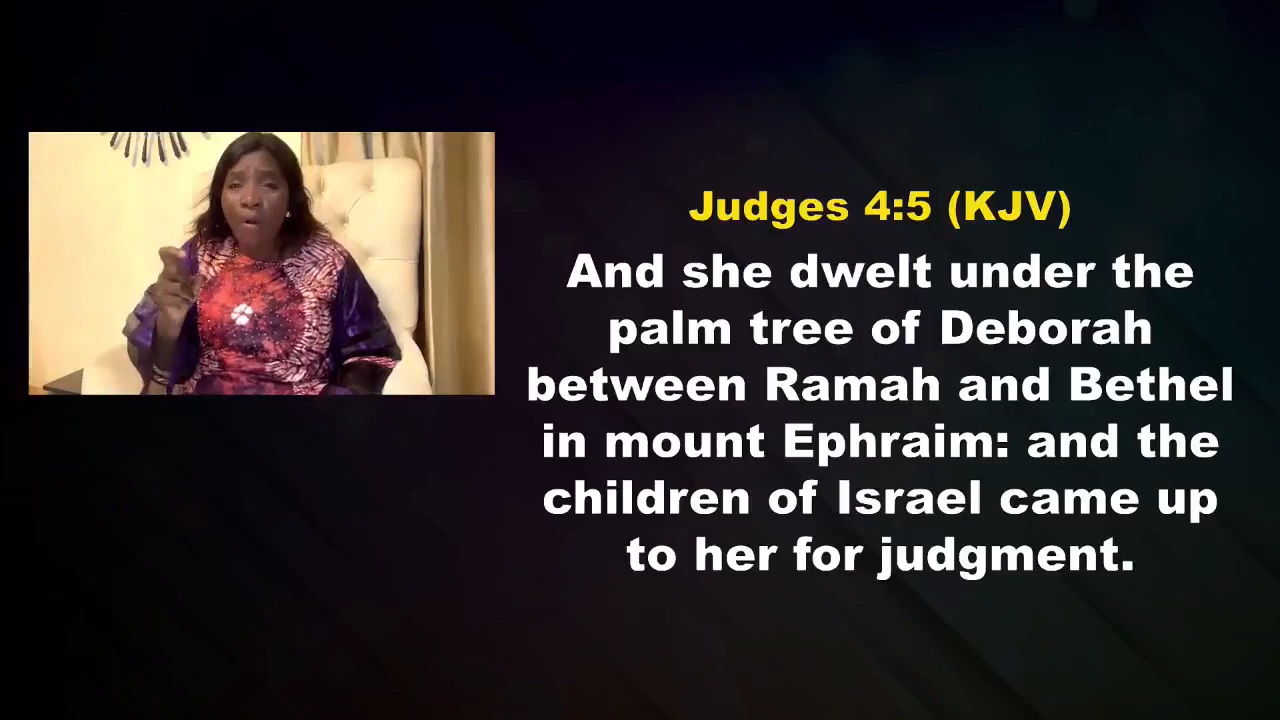 Judges 4:5 (KJV)
And she dwelt under the
palm tree of Deborah
between Ramah and Bethel
in mount Ephraim: and the
children of Israel came up
to her for judgment.